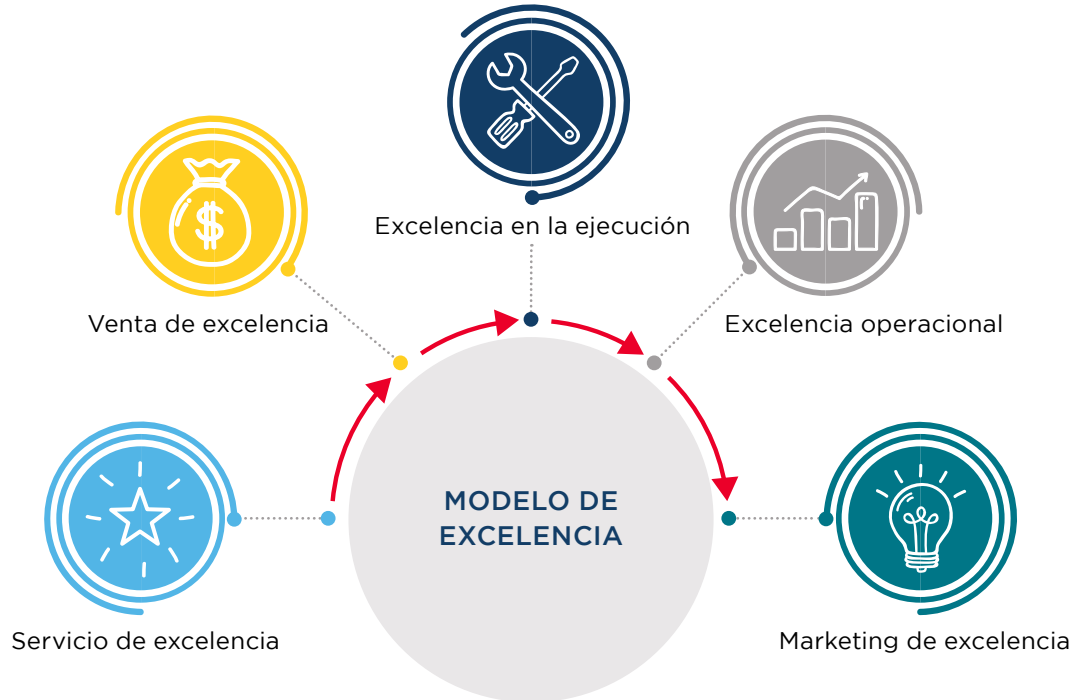 Excelencia en la ejecución
$
Venta de excelencia
Excelencia operacional
MODELO DE
EXCELENCIA
Servicio de excelencia
Marketing de excelencia